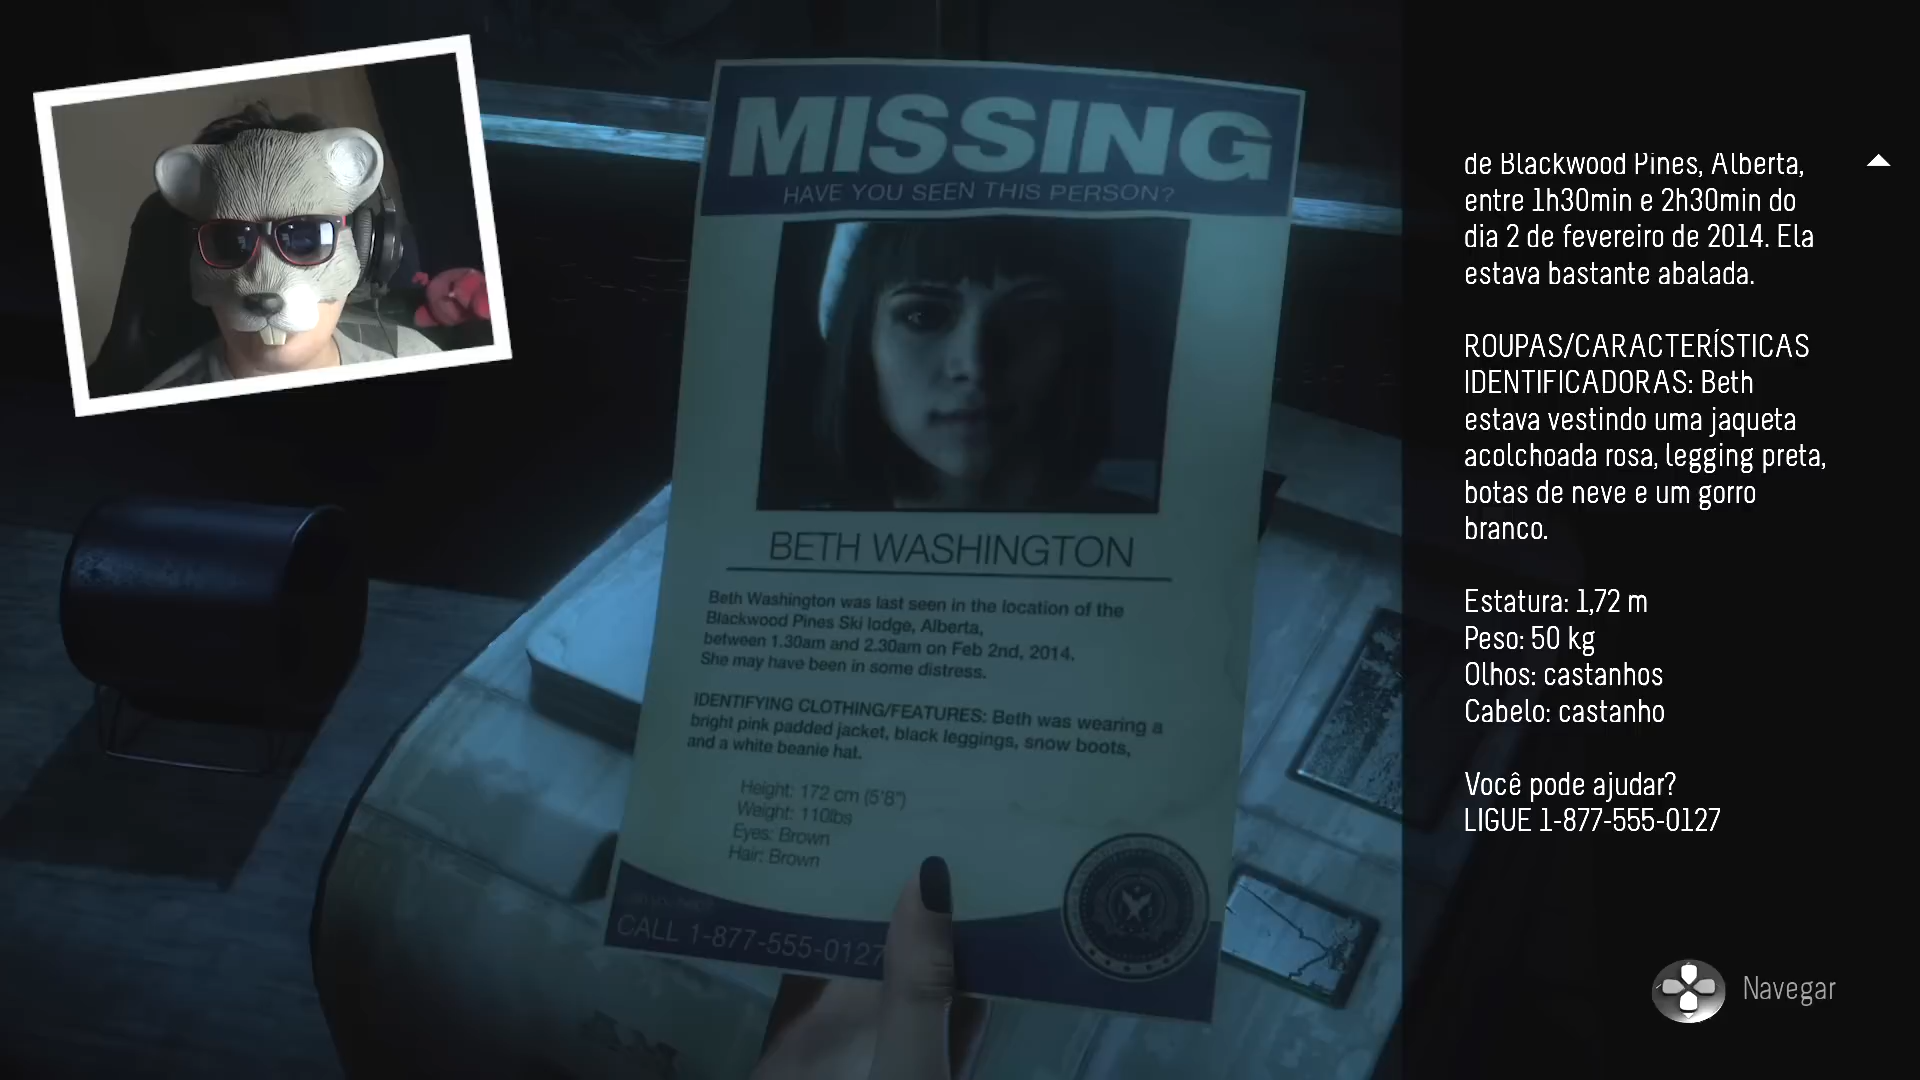 MISSING
HAVE YOU SEEN THIS PERSON?
BETH WASHINGTON
Beth Washington was last seen in the location of the
Blackwood Pines Ski lodge, Alberta,
between 1.30am and 2.30am on Feb 2nd, 2014.
She may have been in some distress.
IDENTIFYING CLOTHING/FEATURES: Beth was wearing a
bright pink padded jacket, black leggings, snow boots,
and a white beanie hat.
Height: 172 cm (5'8")
Weight: 110lbs
Eyes: Brown
Hair: Brown
CALL 1-877-555-0127
de Blackwood Pines, Alberta,
entre 1h30min e 2h30min do
dia 2 de fevereiro de 2014. Ela
estava bastante abalada.
ROUPAS/CARACTERÍSTICAS
IDENTIFICADORAS: Beth
estava vestindo uma jaqueta
acolchoada rosa, legging preta,
botas de neve e um gorro
branco.
Estatura: 1,72 m
Peso: 50 kg
Olhos: castanhos
Cabelo: castanho
Você pode ajudar?
LIGUE 1-877-555-0127
Navegar